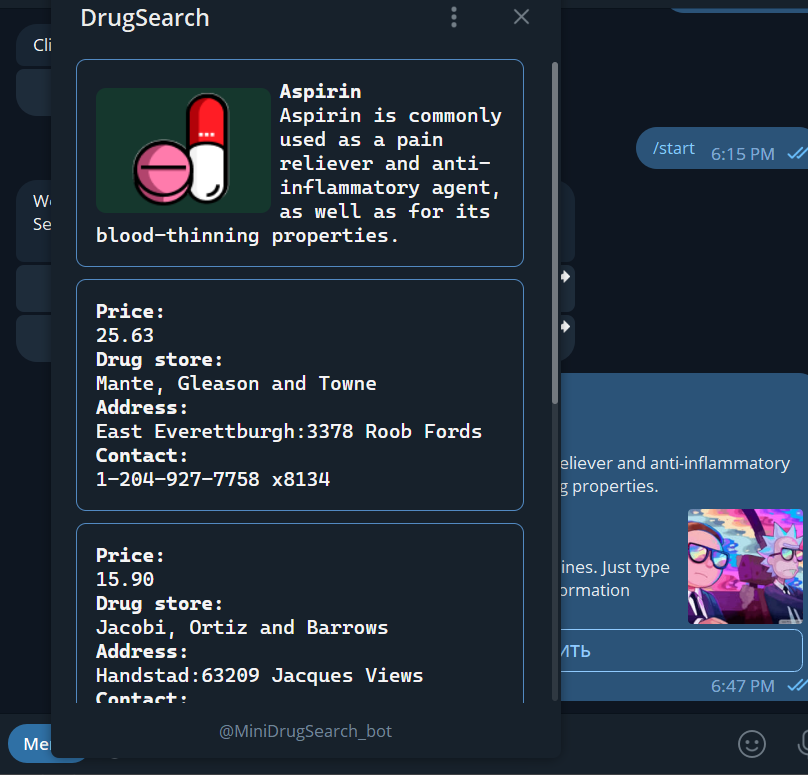 DrugSearch
Aspirin
Aspirin is commonly
used as a pain
reliever and anti-
inflammatory agent,
as well as for its
blood-thinning properties.
Price:
25.63
Drug store:
Mante, Gleason and Towne
Address:
East Everettburgh:3378 Roob Fords
Contact:
1-204-927-7758 x8134
Price:
15.90
Drug store:
Jacobi, Ortiz and Barrows
Address:
Handstad:63209 Jacques Views
Contact:
@MiniDrugSearch_bot
Cli
We
Se
/start 6:15 PM
eliever and anti-inflammatory
g properties.
ines. Just type
ormation
ИТЬ
6:47 PM
Me